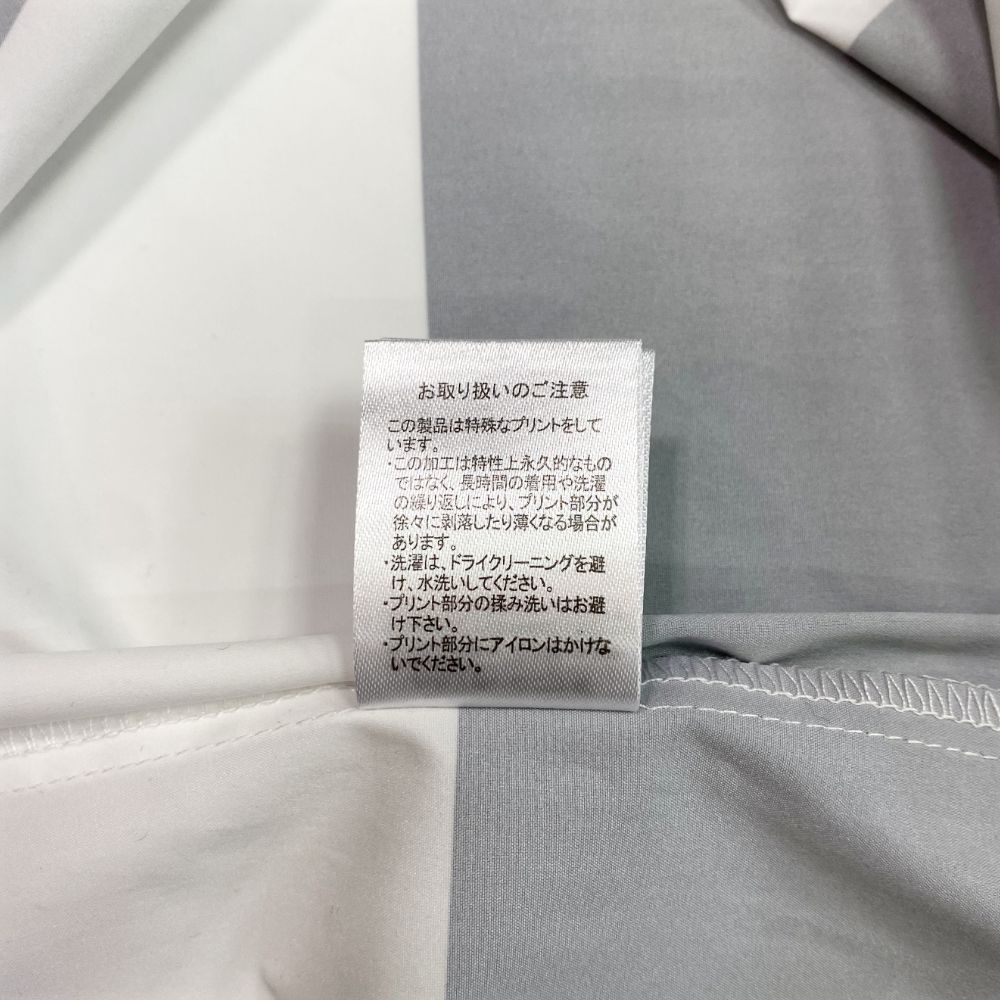 お取り扱いのご注意
この製品は特殊なプリントをして
います。
・この加工は特性上永久的なもの
ではなく、長時間の着用や洗濯
の繰り返しにより、プリント部分が
徐々に剥落したり薄くなる場合が
あります。
・洗濯は、ドライクリーニングを避
け、水洗いしてください。
・プリント部分の揉み洗いはお避
け下さい。
・プリント部分にアイロンはかけな
いでください。